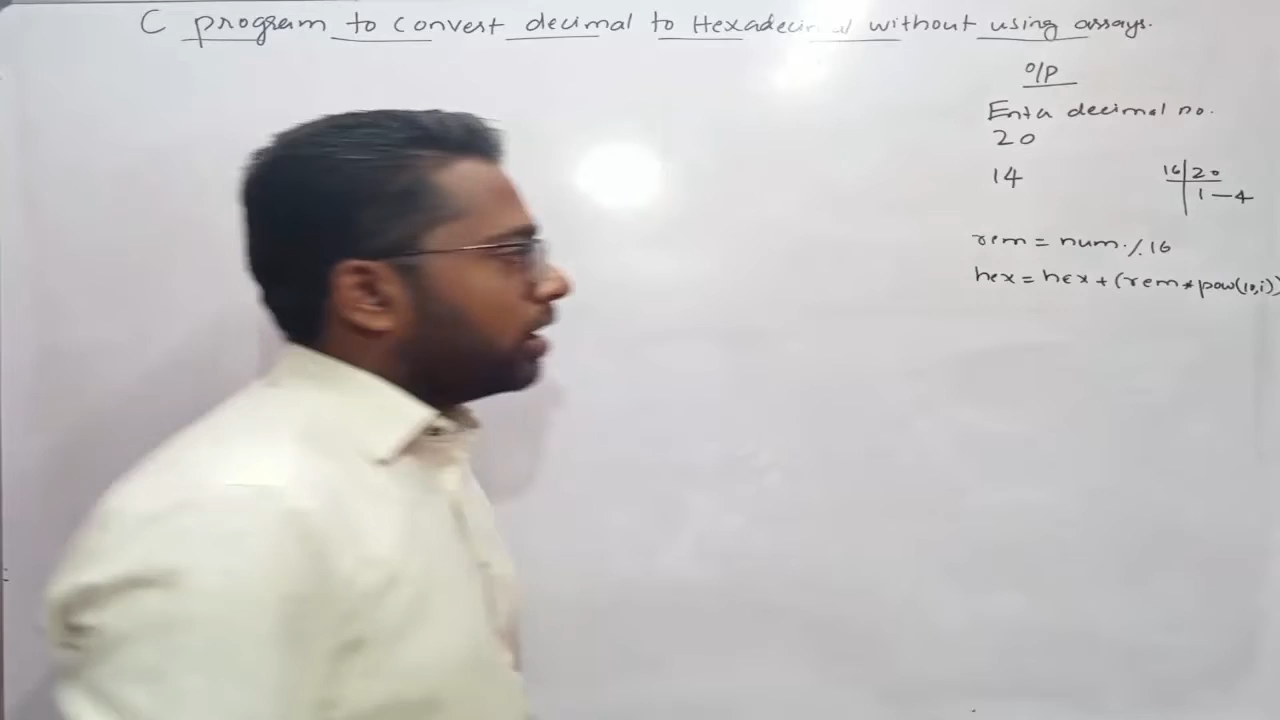 C program to convert decimal to Hexadecimal without using arrays.
O/P
Enter decimal no.
20
14
16 20
1 — 4
rem = num % 16
hex = hex + (rem * pow(10,i))